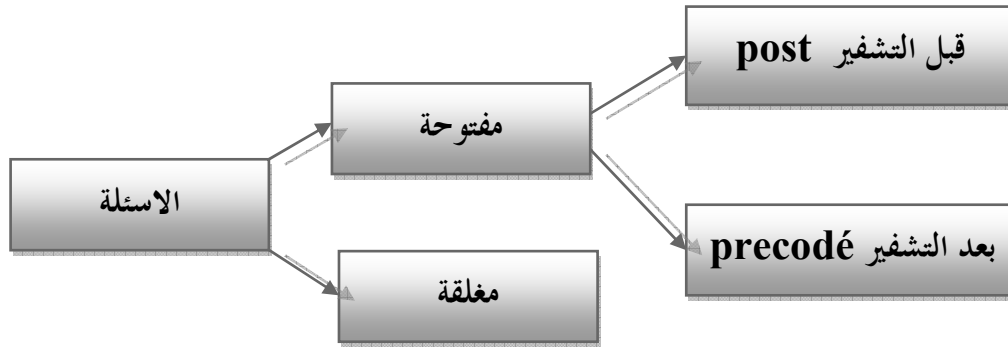 قبل التشفير post
مفتوحة
الاسئلة
بعد التشفير precodé
مغلقة